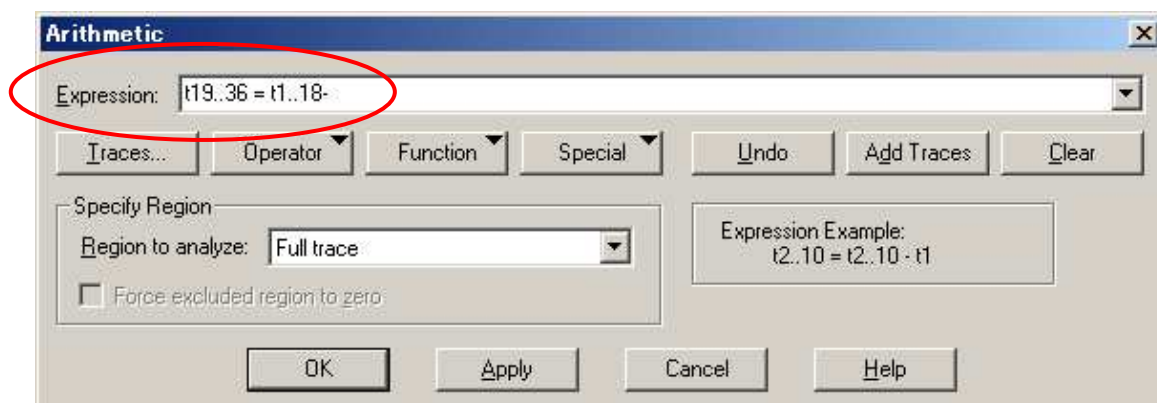 Arithmetic
Expression: t19..36 = t1..18-
Traces... Operator Function Special Undo Add Traces Clear
Specify Region
Region to analyze: Full trace
Force excluded region to zero
Expression Example:
t2..10 = t2..10 - t1
OK Apply Cancel Help